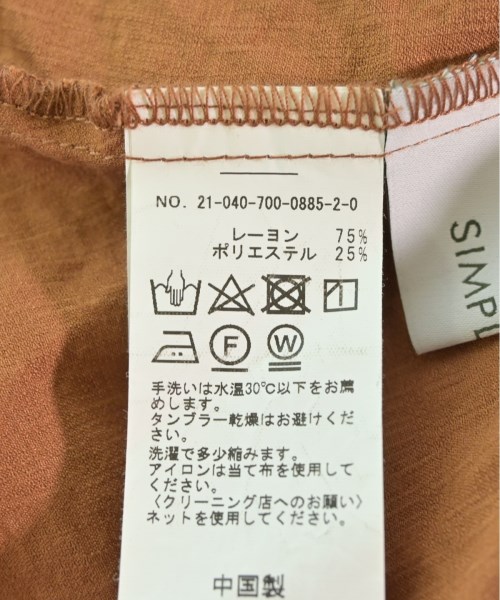 NO. 21-040-700-0885-2-0
レーヨン 75%
ポリエステル 25%
F W
手洗いは水温30℃以下をお薦
めします。
タンブラー乾燥はお避けくだ
さい。
洗濯で多少縮みます。
アイロンは当て布を使用して
ください。
〈クリーニング店へのお願い〉
ネットを使用してください。
中国製
SIMPL